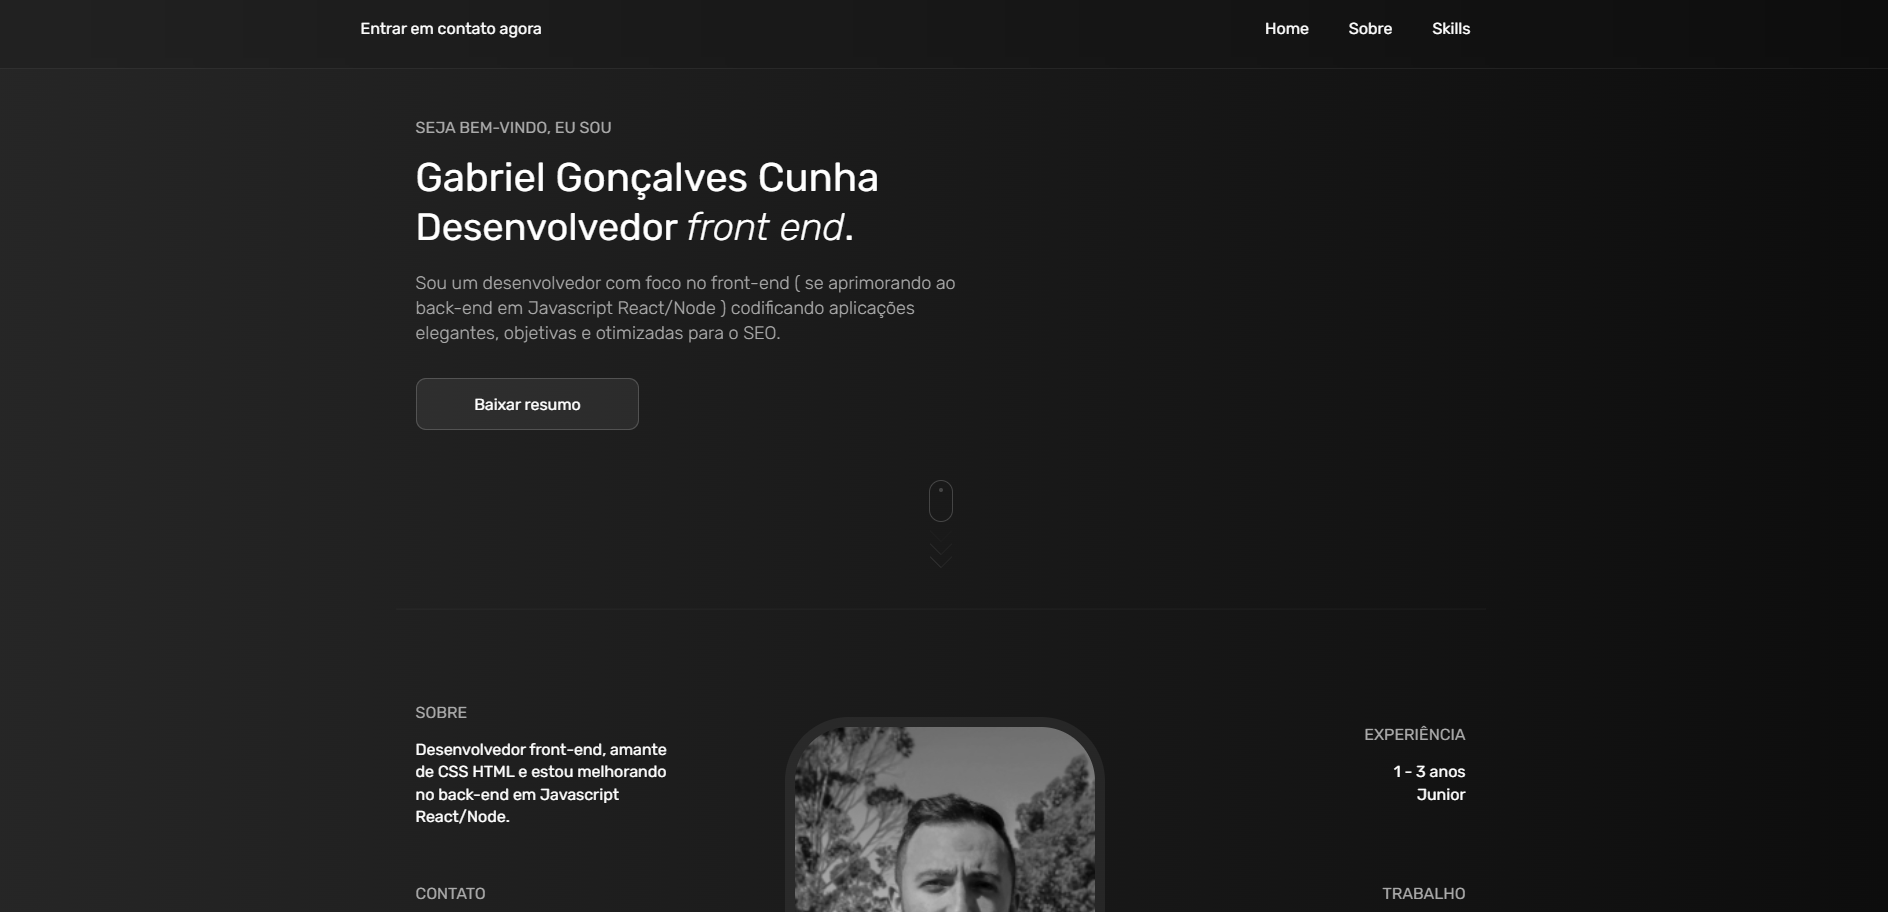 Entrar em contato agora
Home
Sobre
Skills
SEJA BEM-VINDO, EU SOU
Gabriel Gonçalves Cunha
Desenvolvedor front end.
Sou um desenvolvedor com foco no front-end ( se aprimorando ao
back-end em Javascript React/Node ) codificando aplicações
elegantes, objetivas e otimizadas para o SEO.
Baixar resumo
SOBRE
Desenvolvedor front-end, amante
de CSS HTML e estou melhorando
no back-end em Javascript
React/Node.
EXPERIÊNCIA
1 - 3 anos
Junior
CONTATO
TRABALHO